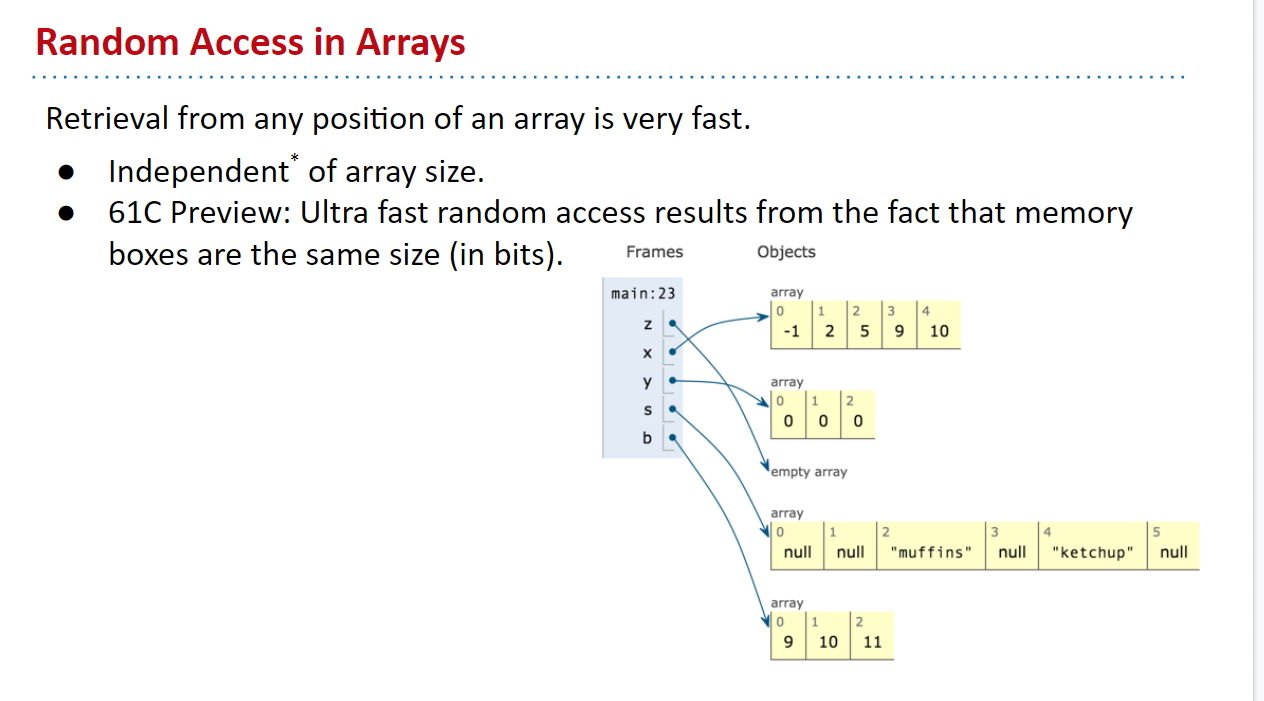 Random Access in Arrays
Retrieval from any position of an array is very fast.
● Independent* of array size.
● 61C Preview: Ultra fast random access results from the fact that memory
boxes are the same size (in bits).
Frames Objects
main:23
z
x
y
s
b
array
0 1 2 3 4
-1 2 5 9 10
array
0 1 2
0 0 0
empty array
array
0 1 2 3 4 5
null null "muffins" null "ketchup" null
array
0 1 2
9 10 11